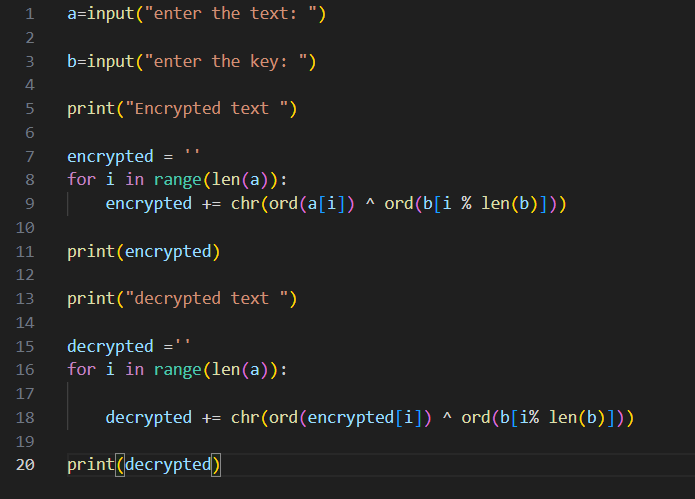 1 a=input("enter the text: ")
2
3 b=input("enter the key: ")
4
5 print("Encrypted text ")
6
7 encrypted = ''
8 for i in range(len(a)):
9     encrypted += chr(ord(a[i]) ^ ord(b[i % len(b)]))
10
11 print(encrypted)
12
13 print("decrypted text ")
14
15 decrypted =''
16 for i in range(len(a)):
17
18     decrypted += chr(ord(encrypted[i]) ^ ord(b[i% len(b)]))
19
20 print(decrypted)